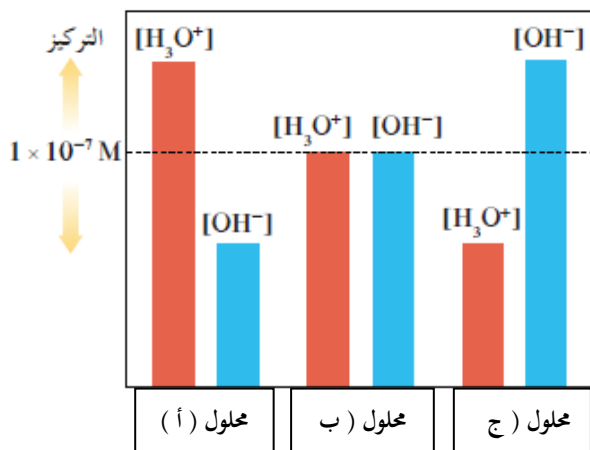 التركيز
[H₃O⁺]
[OH⁻]
[H₃O⁺]
[OH⁻]
1 × 10⁻⁷ M
[OH⁻]
[H₃O⁺]
محلول ( أ )
محلول ( ب
محلول ( ج